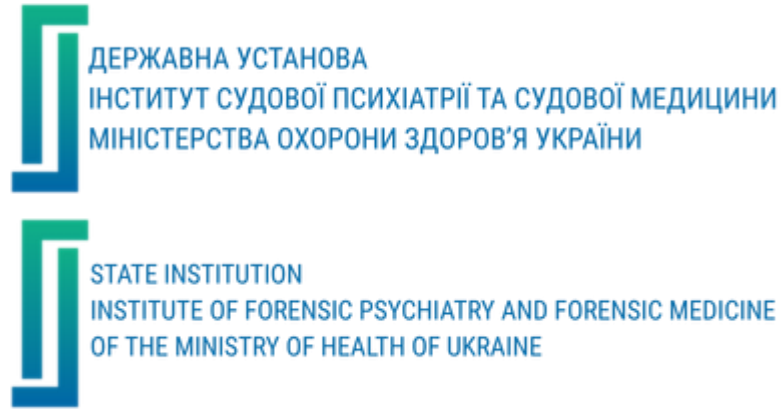 ДЕРЖАВНА УСТАНОВА
ІНСТИТУТ СУДОВОЇ ПСИХІАТРІЇ ТА СУДОВОЇ МЕДИЦИНИ
МІНІСТЕРСТВА ОХОРОНИ ЗДОРОВ’Я УКРАЇНИ
STATE INSTITUTION
INSTITUTE OF FORENSIC PSYCHIATRY AND FORENSIC MEDICINE
OF THE MINISTRY OF HEALTH OF UKRAINE